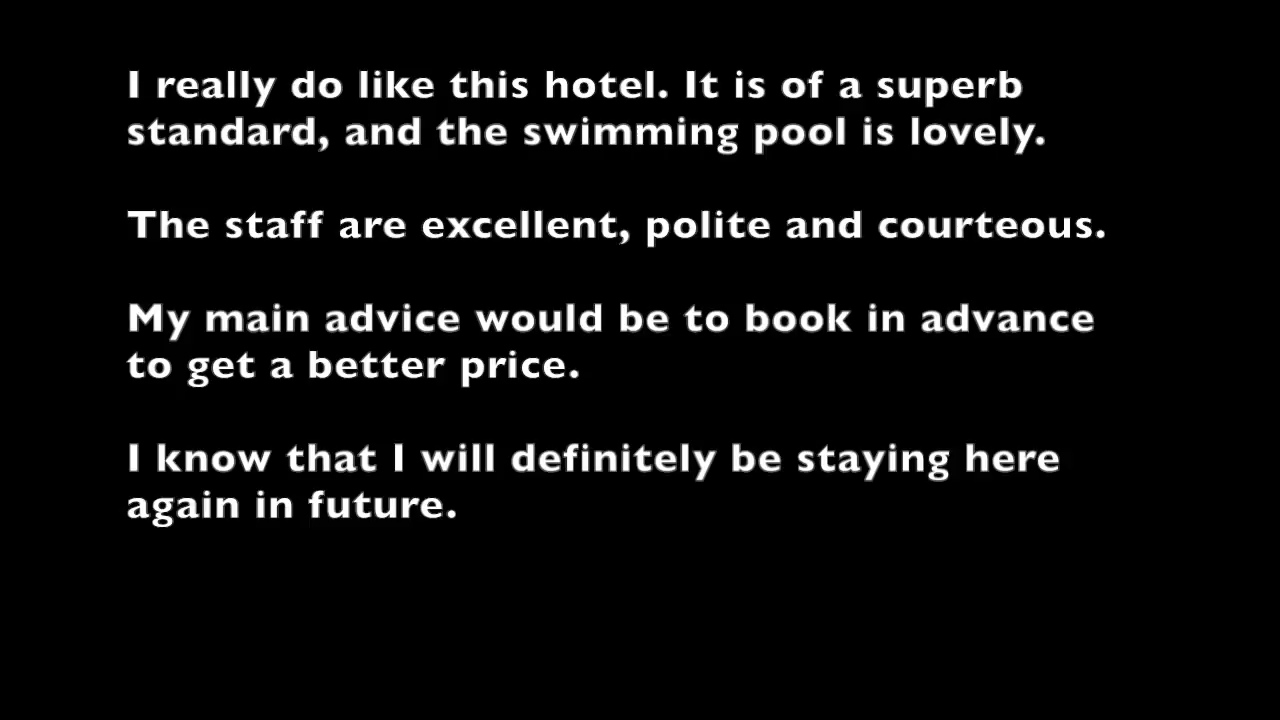 I really do like this hotel. It is of a superb
standard, and the swimming pool is lovely.
The staff are excellent, polite and courteous.
My main advice would be to book in advance
to get a better price.
I know that I will definitely be staying here
again in future.